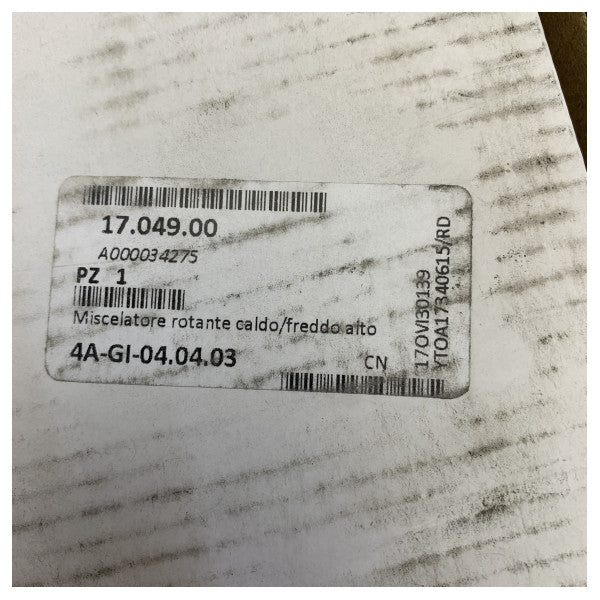 17.049.00
A000034275
PZ 1
Miscelatore rotante caldo/freddo alto
4A-GI-04.04.03
CN
17OVI30139
YTOA17340615/RD